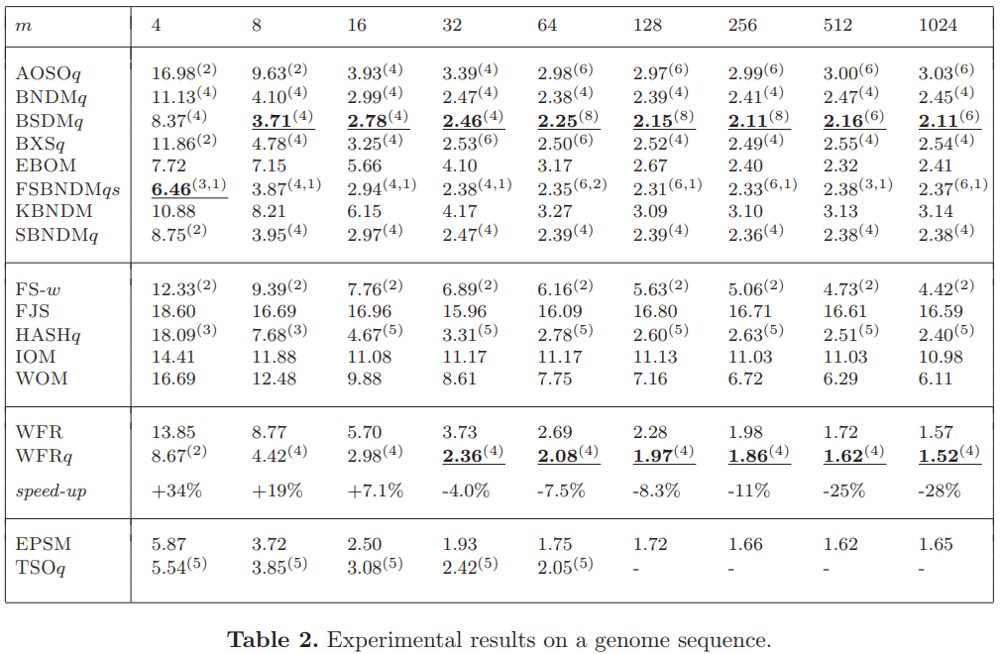 m 4 8 16 32 64 128 256 512 1024
AOSOq 16.98(2) 9.63(2) 3.93(4) 3.39(4) 2.98(6) 2.97(6) 2.99(6) 3.00(6) 3.03(6)
BNDMq 11.13(4) 4.10(4) 2.99(4) 2.47(4) 2.38(4) 2.39(4) 2.41(4) 2.47(4) 2.45(4)
BSDMq 8.37(4) 3.71(4) 2.78(4) 2.46(4) 2.25(8) 2.15(8) 2.11(8) 2.16(6) 2.11(6)
BXSq 11.86(2) 4.78(4) 3.25(4) 2.53(6) 2.50(6) 2.52(4) 2.49(4) 2.55(4) 2.54(4)
EBOM 7.72 7.15 5.66 4.10 3.17 2.67 2.40 2.32 2.41
FSBNDMqs 6.46(3,1) 3.87(4,1) 2.94(4,1) 2.38(4,1) 2.35(6,2) 2.31(6,1) 2.33(6,1) 2.38(3,1) 2.37(6,1)
KBNDM 10.88 8.21 6.15 4.17 3.27 3.09 3.10 3.13 3.14
SBNDMq 8.75(2) 3.95(4) 2.97(4) 2.47(4) 2.39(4) 2.39(4) 2.36(4) 2.38(4) 2.38(4)
FS-w 12.33(2) 9.39(2) 7.76(2) 6.89(2) 6.16(2) 5.63(2) 5.06(2) 4.73(2) 4.42(2)
FJS 18.60 16.69 16.96 15.96 16.09 16.80 16.71 16.61 16.59
HASHq 18.09(3) 7.68(3) 4.67(5) 3.31(5) 2.78(5) 2.60(5) 2.63(5) 2.51(5) 2.40(5)
IOM 14.41 11.88 11.08 11.17 11.17 11.13 11.03 11.03 10.98
WOM 16.69 12.48 9.88 8.61 7.75 7.16 6.72 6.29 6.11
WFR 13.85 8.77 5.70 3.73 2.69 2.28 1.98 1.72 1.57
WFRq 8.67(2) 4.42(4) 2.98(4) 2.36(4) 2.08(4) 1.97(4) 1.86(4) 1.62(4) 1.52(4)
speed-up +34% +19% +7.1% -4.0% -7.5% -8.3% -11% -25% -28%
EPSM 5.87 3.72 2.50 1.93 1.75 1.72 1.66 1.62 1.65
TSOq 5.54(5) 3.85(5) 3.08(5) 2.42(5) 2.05(5) - - - -
Table 2. Experimental results on a genome sequence.